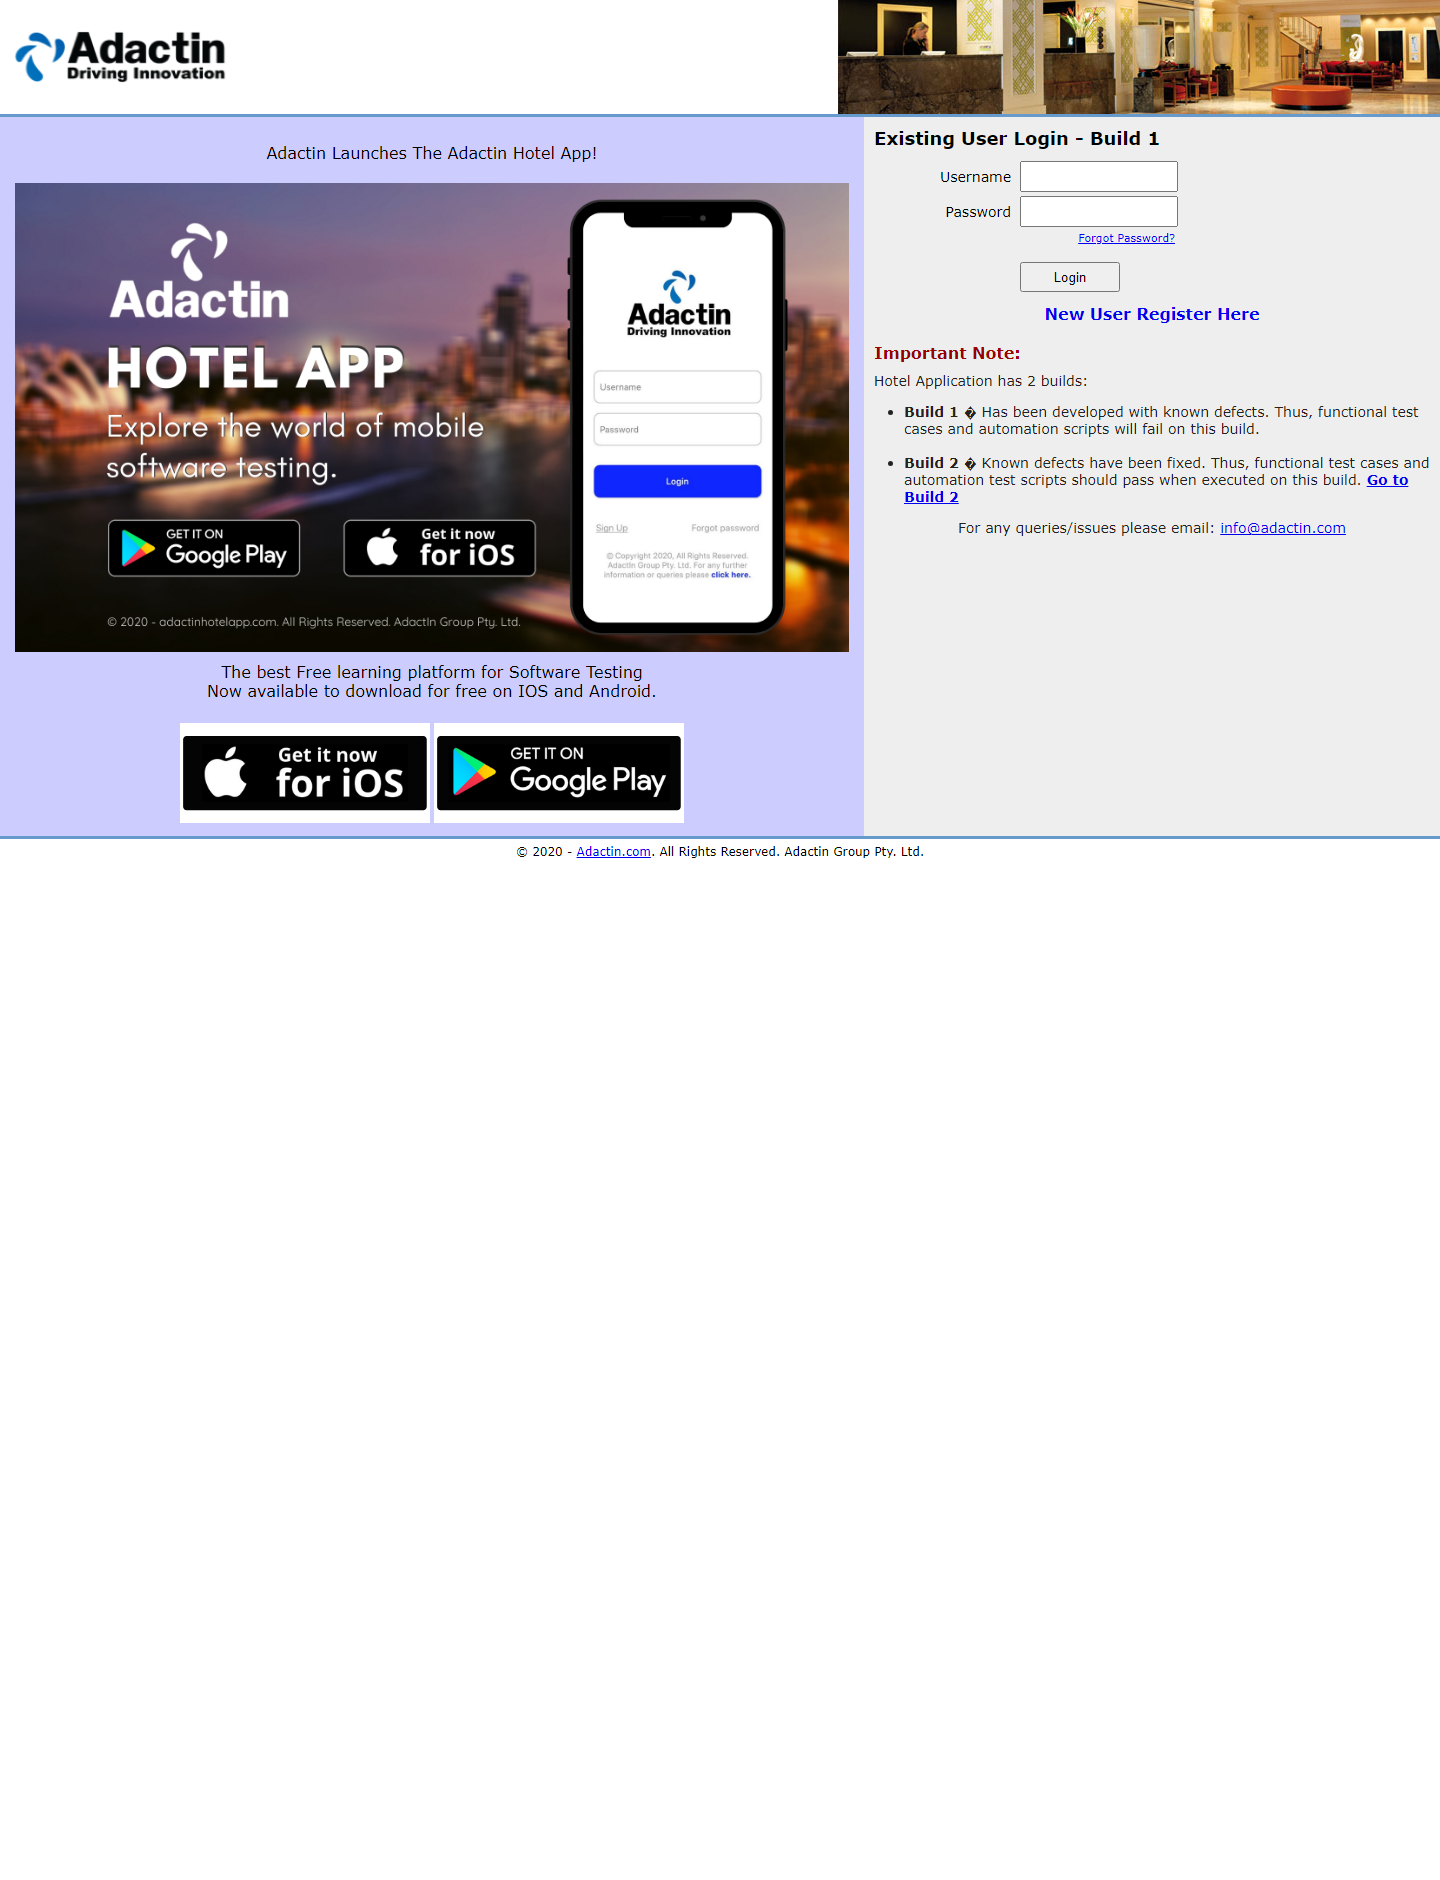 Adactin
Driving Innovation
Adactin Launches The Adactin Hotel App!
Adactin
HOTEL APP
Explore the world of mobile
software testing.
GET IT ON
Google Play
Get it now
for iOS
© 2020 - adactinhotelapp.com. All Rights Reserved. AdactIn Group Pty. Ltd.
Adactin
Driving Innovation
Username
Password
Login
Sign Up
Forgot password
© Copyright 2020, All Rights Reserved.
AdactIn Group Pty. Ltd. For any further
information or queries please click here.
The best Free learning platform for Software Testing
Now available to download for free on IOS and Android.
Get it now
for iOS
GET IT ON
Google Play
Existing User Login - Build 1
Username
Password
Forgot Password?
Login
New User Register Here
Important Note:
Hotel Application has 2 builds:
• Build 1 � Has been developed with known defects. Thus, functional test
cases and automation scripts will fail on this build.
• Build 2 � Known defects have been fixed. Thus, functional test cases and
automation test scripts should pass when executed on this build. Go to
Build 2
For any queries/issues please email: info@adactin.com
© 2020 - Adactin.com. All Rights Reserved. Adactin Group Pty. Ltd.